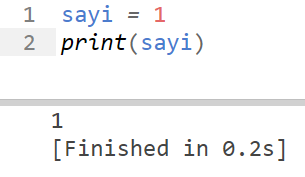 1 sayi = 1
2 print(sayi)
1
[Finished in 0.2s]